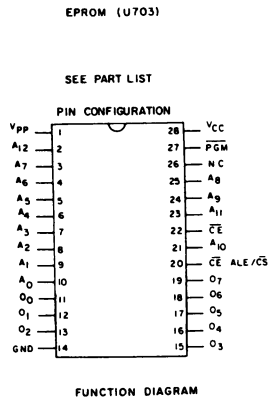 EPROM (U703)
SEE PART LIST
PIN CONFIGURATION
VPP 1 28 VCC
A12 2 27 PGM
A7 3 26 NC
A6 4 25 A8
A5 5 24 A9
A4 6 23 A11
A3 7 22 CE
A2 8 21 A10
A1 9 20 CE ALE/CS
A0 10 19 O7
O0 11 18 O6
O1 12 17 O5
O2 13 16 O4
GND 14 15 O3
FUNCTION DIAGRAM